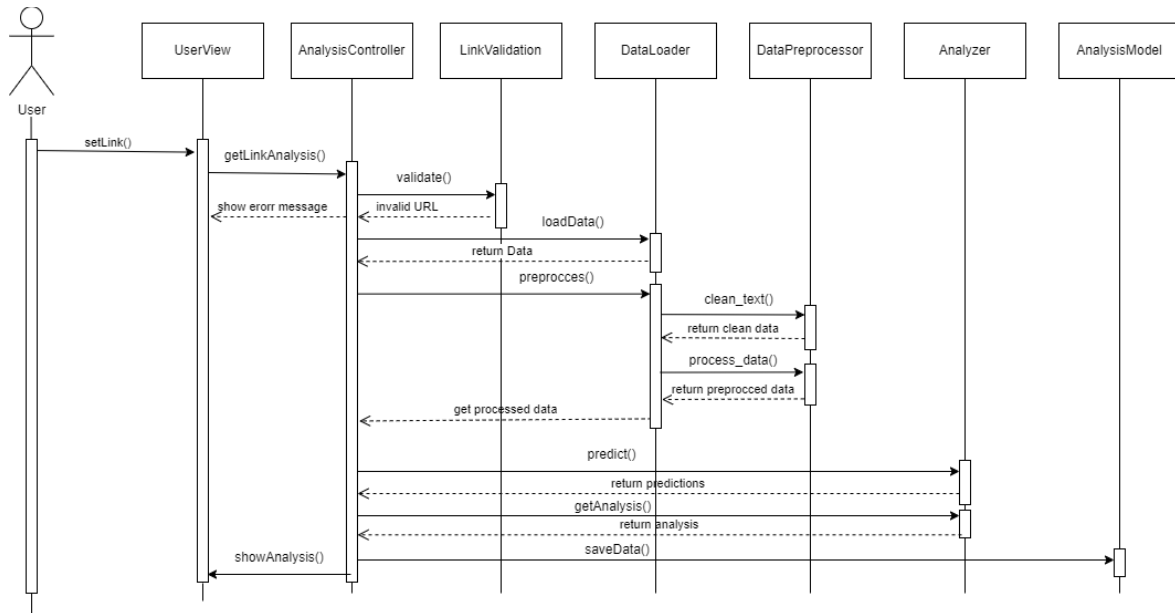 UserView
AnalysisController
LinkValidation
DataLoader
DataPreprocessor
Analyzer
AnalysisModel
User
setLink()
getLinkAnalysis()
validate()
show erorr message
invalid URL
loadData()
return Data
preprocces()
clean_text()
return clean data
process_data()
return preprocced data
get processed data
predict()
return predictions
getAnalysis()
return analysis
saveData()
showAnalysis()